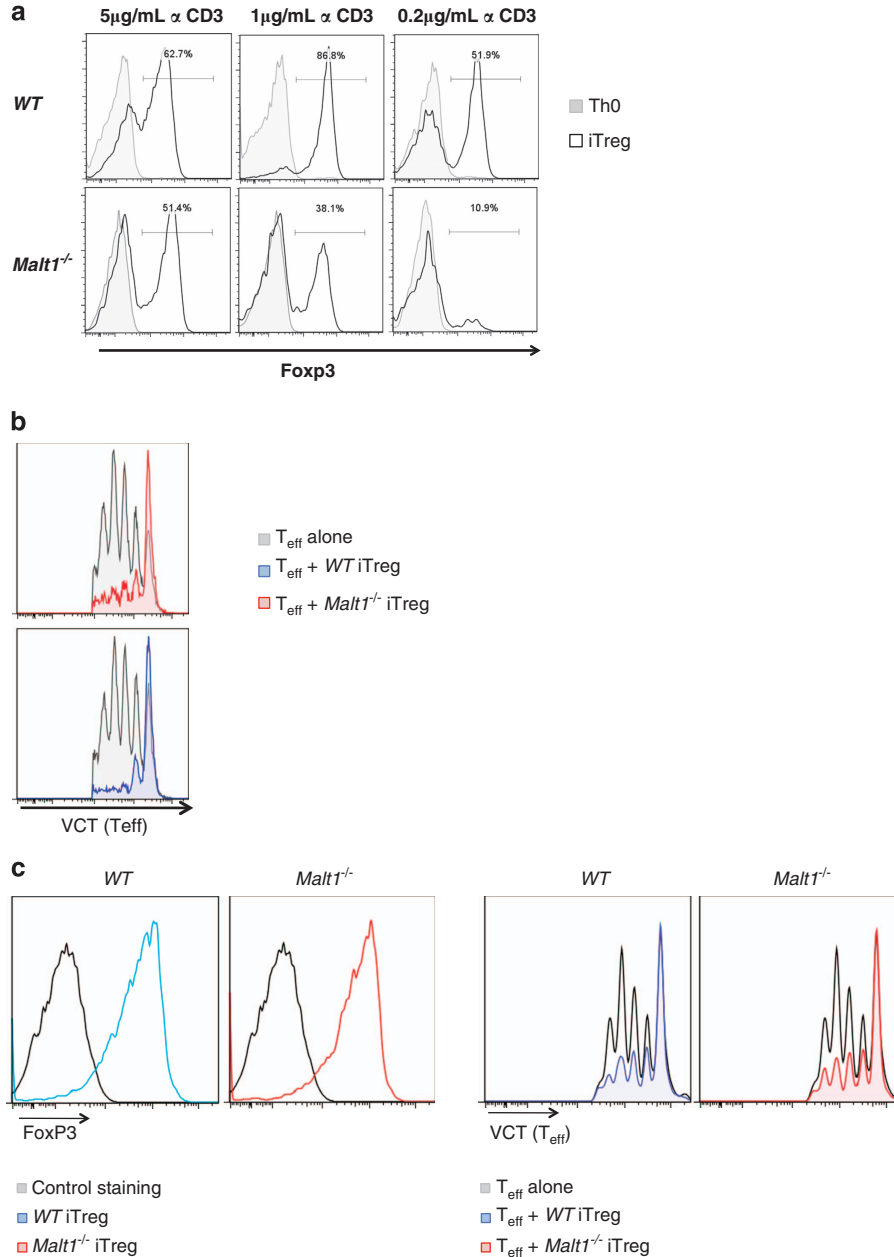 a
5µg/mL α CD3 1µg/mL α CD3 0.2µg/mL α CD3
62.7% 86.8% 51.9%
WT
Th0
iTreg
51.4% 38.1% 10.9%
Malt1-/-
Foxp3
b
Teff alone
Teff + WT iTreg
Teff + Malt1-/- iTreg
VCT (Teff)
c
WT Malt1-/- WT Malt1-/-
FoxP3 VCT (Teff)
Control staining
WT iTreg
Malt1-/- iTreg
Teff alone
Teff + WT iTreg
Teff + Malt1-/- iTreg